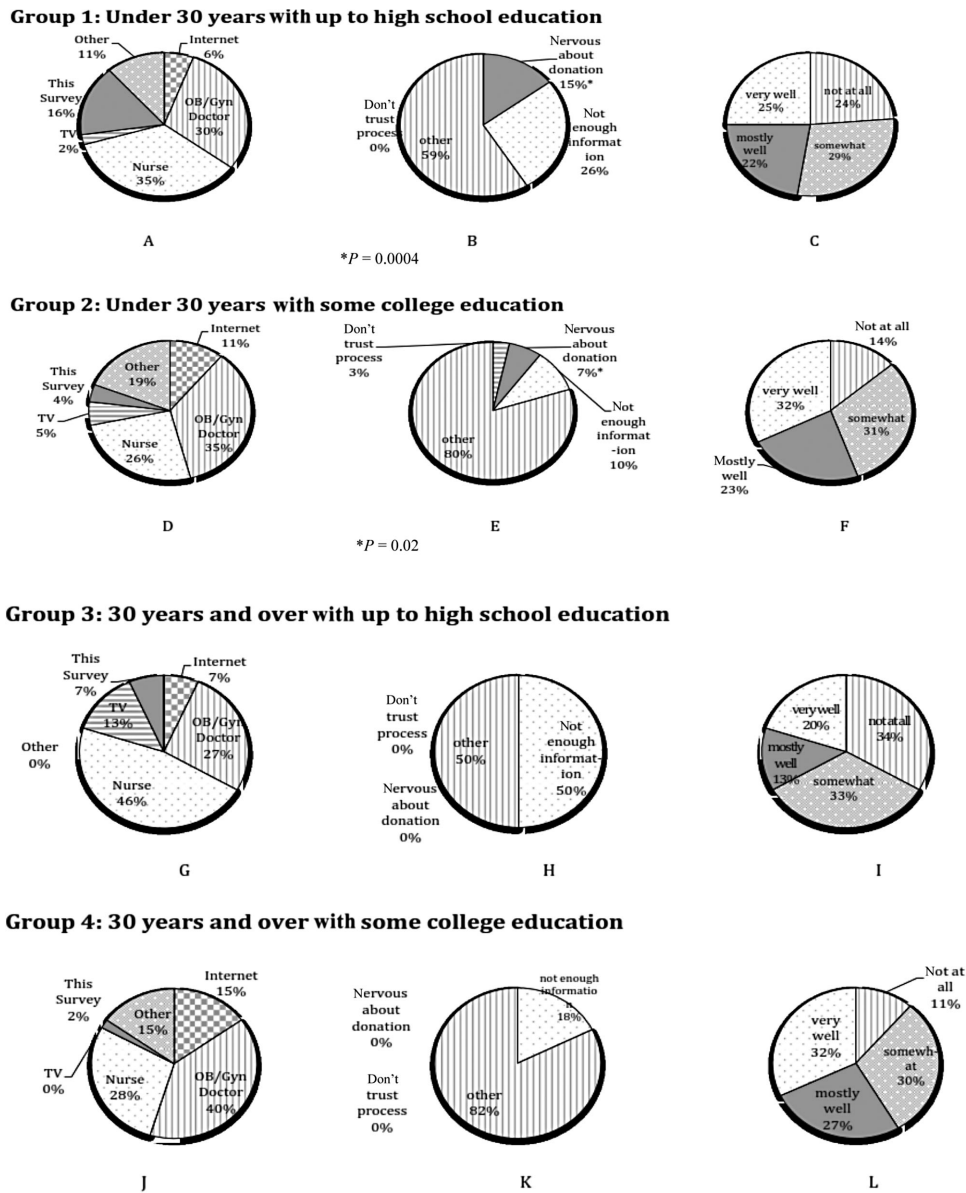 Group 1: Under 30 years with up to high school education
Other
11%
Internet
6%
This
Survey
16%
TV
2%
OB/Gyn
Doctor
30%
Nurse
35%
A
Nervous
about
donation
15%*
Don't
trust
process
0%
other
59%
Not
enough
informat
ion
26%
B
very well
25%
not at all
24%
mostly
well
22%
somewhat
29%
C
*P = 0.0004
Group 2: Under 30 years with some college education
Internet
11%
Other
19%
This
Survey
4%
TV
5%
OB/Gyn
Doctor
35%
Nurse
26%
D
Don't
trust
process
3%
Nervous
about
donation
7%*
Not
enough
informat
-ion
10%
other
80%
E
Not at all
14%
very well
32%
somewhat
31%
Mostly
well
23%
F
*P = 0.02
Group 3: 30 years and over with up to high school education
This
Survey
7%
Internet
7%
TV
13%
OB/Gyn
Doctor
27%
Other
0%
Nurse
46%
G
Don't
trust
process
0%
other
50%
Not
enough
informat-
ion
50%
Nervous
about
donation
0%
H
very well
20%
not at all
34%
mostly
well
13%
somewhat
33%
I
Group 4: 30 years and over with some college education
This
Survey
2%
Internet
15%
Other
15%
TV
0%
Nurse
28%
OB/Gyn
Doctor
40%
J
not enough
informatio
n
18%
Nervous
about
donation
0%
Don't
trust
process
0%
other
82%
K
Not at
all
11%
very
well
32%
somewh-
at
30%
mostly
well
27%
L